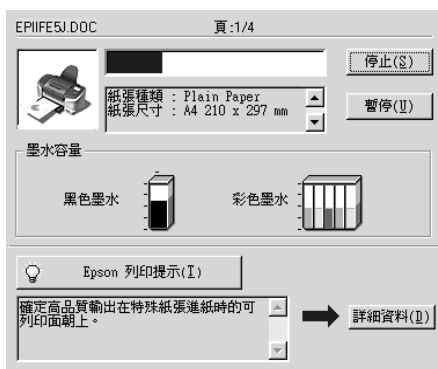 EPIIFE5J.DOC 頁:1/4
停止(S)
紙張種類 : Plain Paper
紙張尺寸 : A4 210 x 297 mm
暫停(U)
墨水容量
黑色墨水 彩色墨水
Epson 列印提示(I)
確定高品質輸出在特殊紙張進紙時的可
列印面朝上。
詳細資料(D)